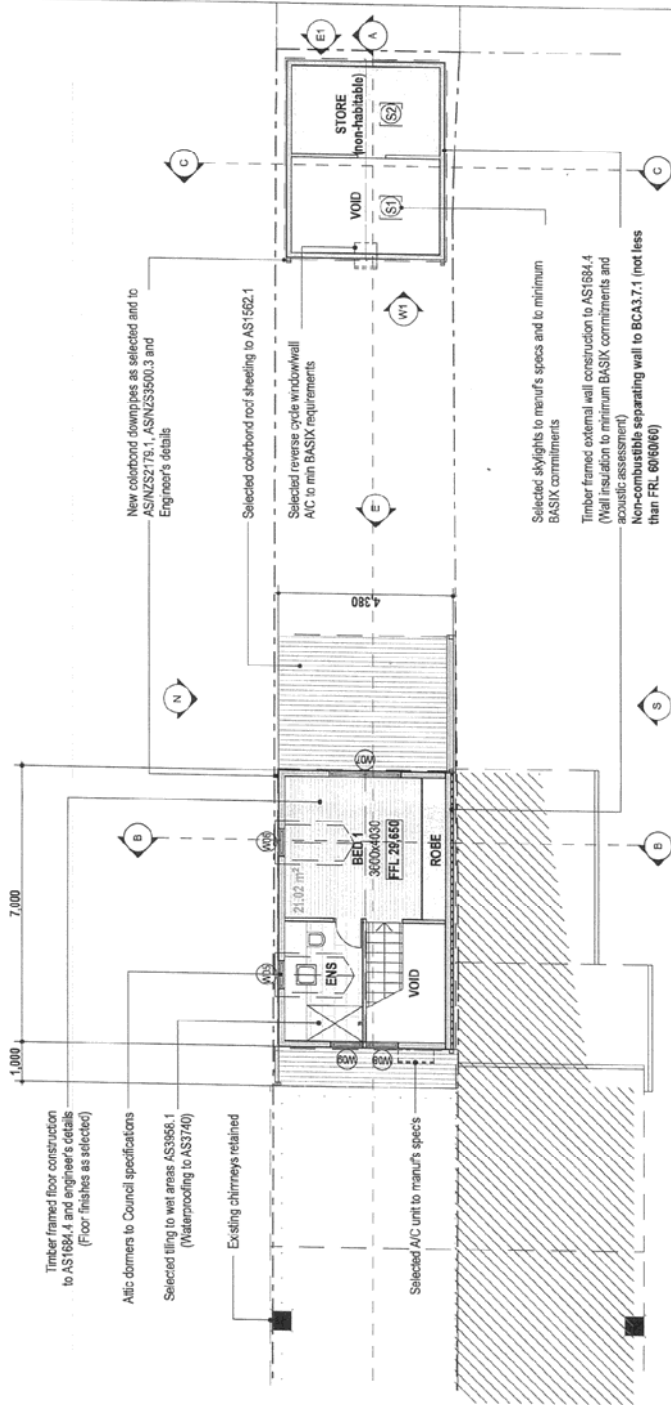 Timber framed floor construction
to AS1684.4 and engineer's details
(Floor finishes as selected)
Attic dormers to Council specifications
Selected tiling to wet areas AS3958.1
(Waterproofing to AS3740)
Existing chimneys retained
Selected A/C unit to manuf's spec's
1,000
7,000
New colorbond downpipes as selected and to
AS/NZS2179.1, AS/NZS3500.3 and
Engineer's details
Selected colorbond roof sheeting to AS1562.1
Selected reverse cycle window/wall
A/C to min BASIX requirements
Selected skylights to manuf's specs and to minimum
BASIX commitments
Timber framed external wall construction to AS1684.4
(Wall insulation to minimum BASIX commitments and
acoustic assessment)
Non-combustible separating wall to BCA3.7.1 (not less
than FRL 60/60/60)
B
N
C
E1
A
W05
W07
W08
21.02 m²
ENS
BED 1
3600x4030
FFL 29,650
ROBE
VOID
4,380
E
W1
VOID
S1
STORE
(non-habitable)
S2
B
S
C